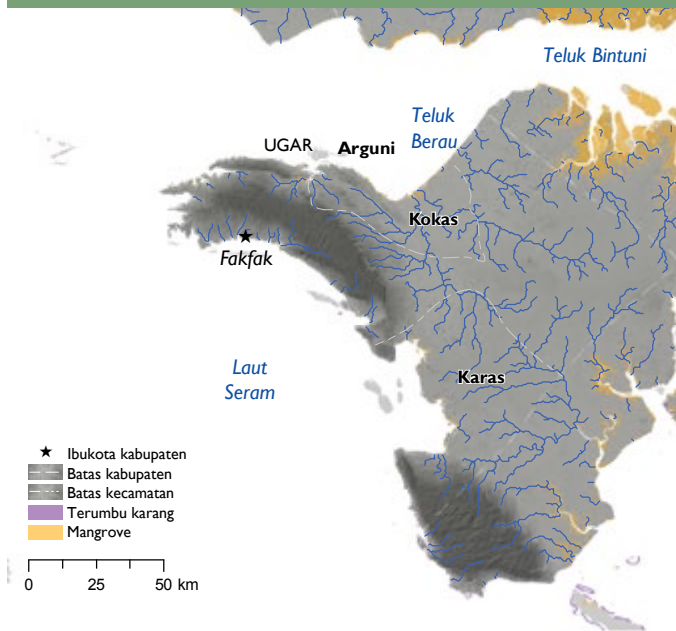 Teluk Bintuni
Teluk
Berau
UGAR
Arguni
Kokas
Fakfak
Laut
Seram
Karas
Ibukota kabupaten
Batas kabupaten
Batas kecamatan
Terumbu karang
Mangrove
0 25 50 km